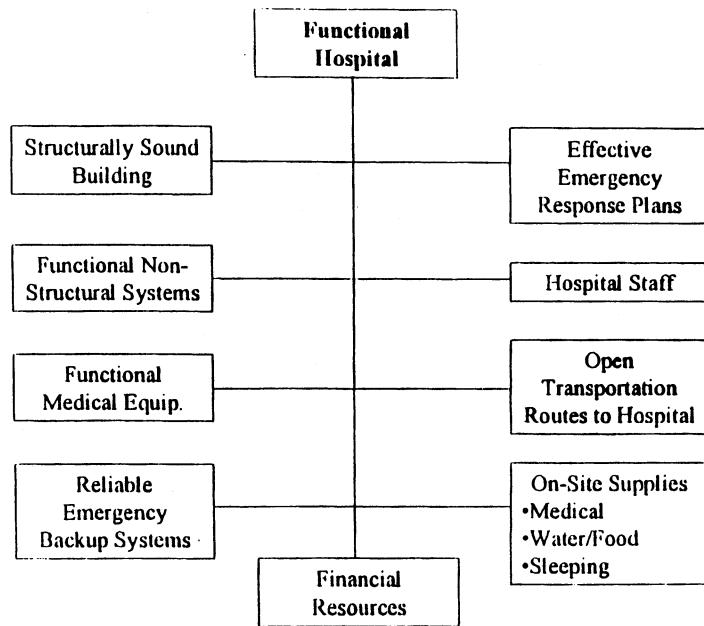 Functional
Hospital
Structurally Sound
Building
Effective
Emergency
Response Plans
Functional Non-
Structural Systems
Hospital Staff
Functional
Medical Equip.
Open
Transportation
Routes to Hospital
Reliable
Emergency
Backup Systems
On-Site Supplies
•Medical
•Water/Food
•Sleeping
Financial
Resources